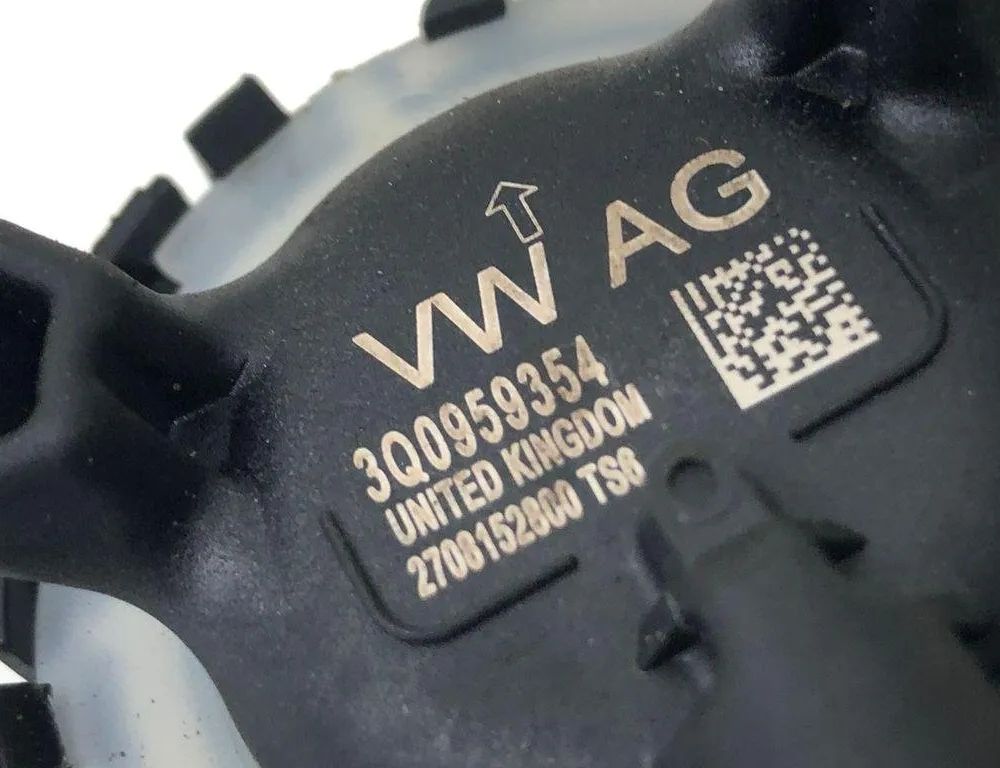 VW AG
3Q0959354
UNITED KINGDOM
2708152800 TS6